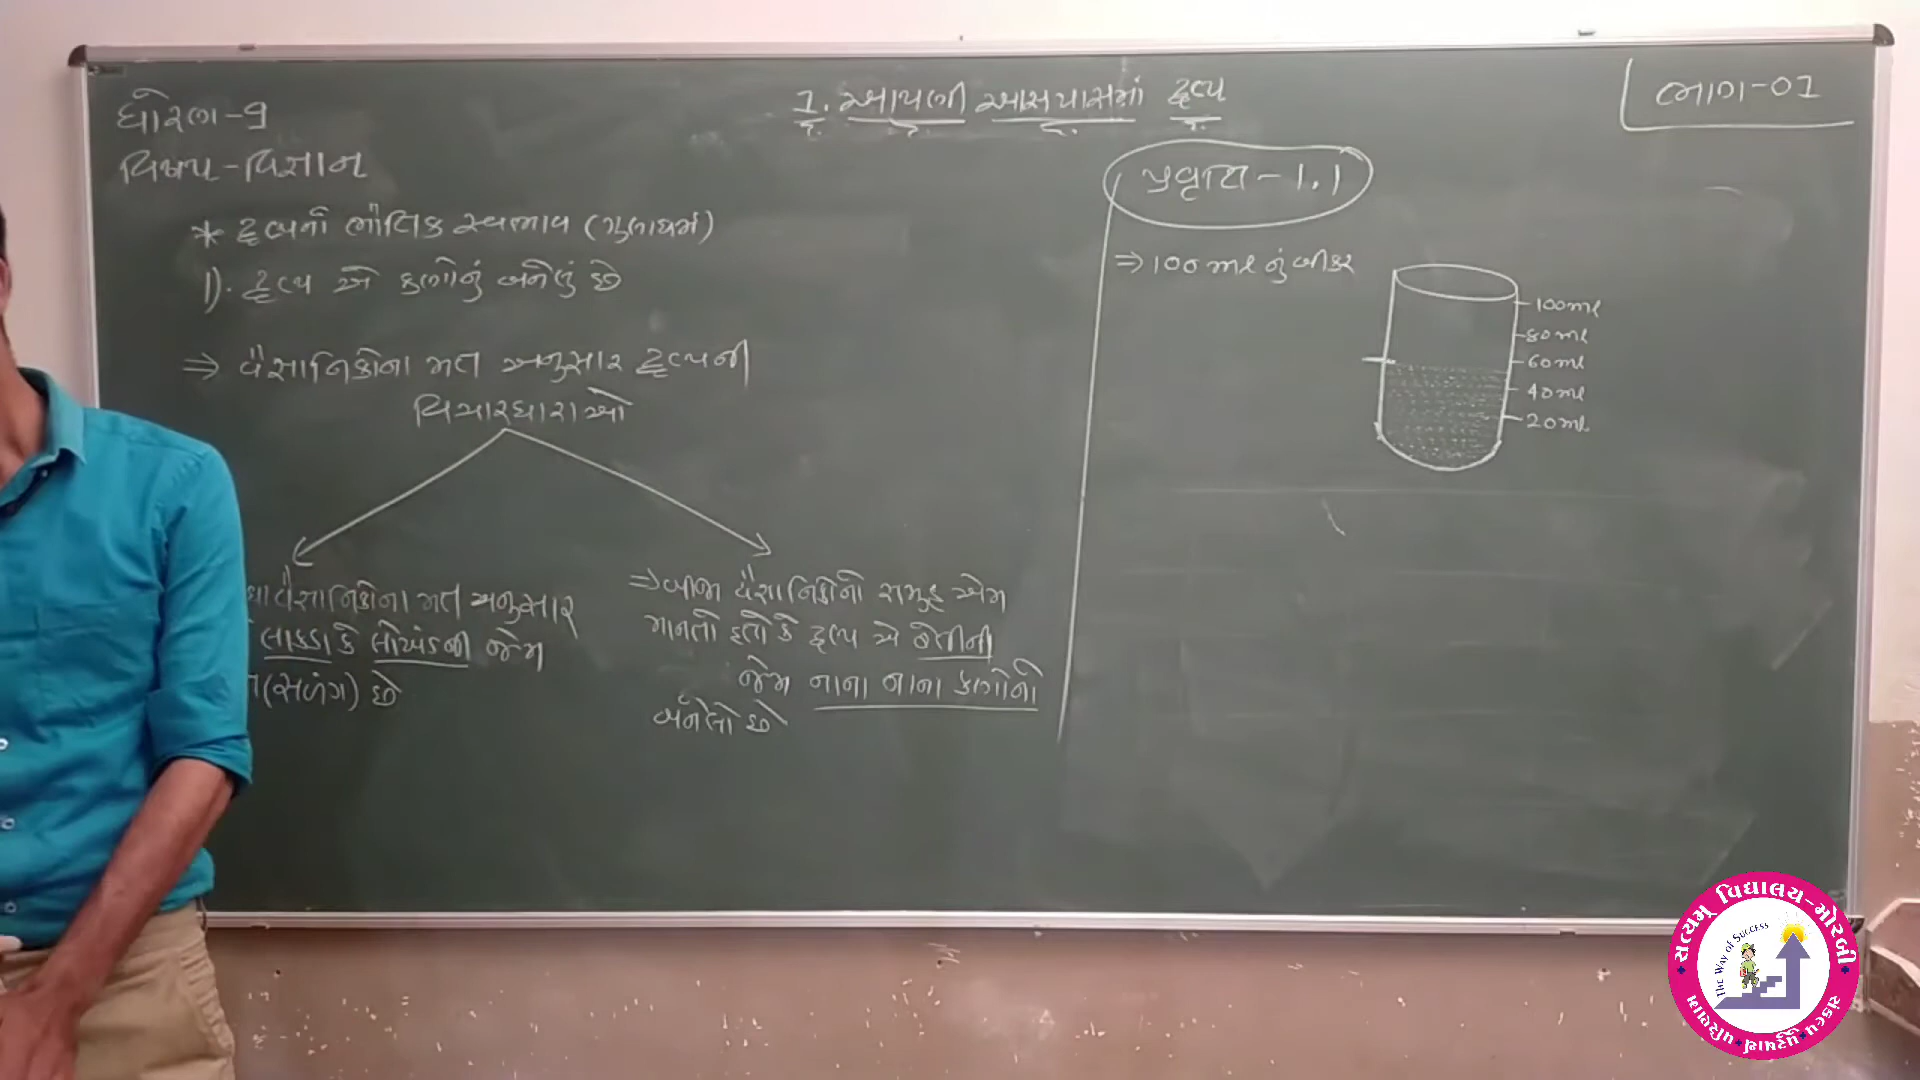 ધોરણ-9
વિષય-વિજ્ઞાન
1. આપણી આસપાસમાં દ્રવ્ય
ભાગ-01
* દ્રવ્યનો ભૌતિક સ્વભાવ (ગુણધર્મ)
1). દ્રવ્ય એ કણોનું બનેલું છે
⇒ વૈજ્ઞાનિકોના મત અનુસાર દ્રવ્યની
વિચારધારાઓ
વૈજ્ઞાનિકોના મત અનુસાર
લાકડા કે લોખંડની જેમ
(સળંગ) છે
⇒ બીજા વૈજ્ઞાનિકોનો સમુહ એમ
માનતો હતો કે દ્રવ્ય એ રેતીની
જેમ નાના નાના કણોનો
બનેલો છે
પ્રવૃત્તિ-1.1
⇒ 100 ml નું બીકર
100ml
80ml
60ml
40ml
20ml
સત્યમ્ વિદ્યાલય-મોરબી
The Way of Success
સંકલ્પ • પુરૂષાર્થ • પરિણામ